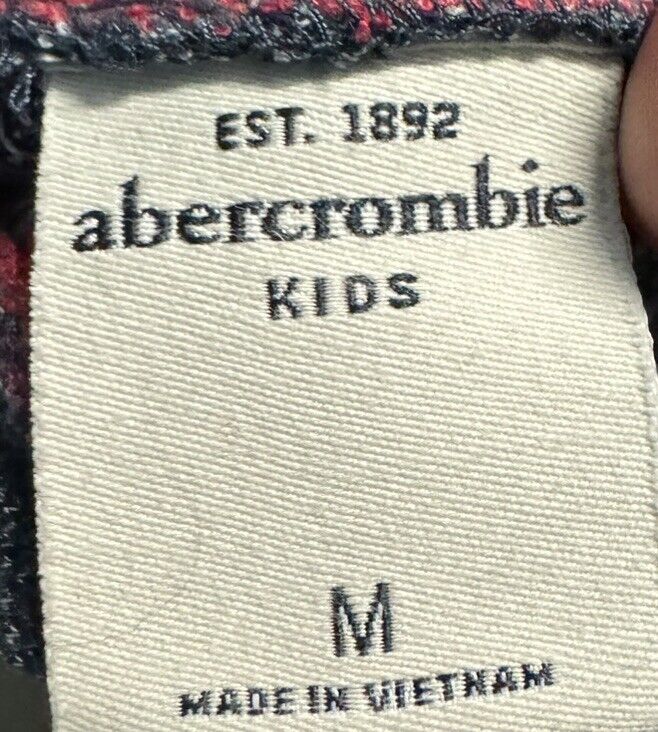 EST. 1892
abercrombie
KIDS
M
MADE IN VIETNAM